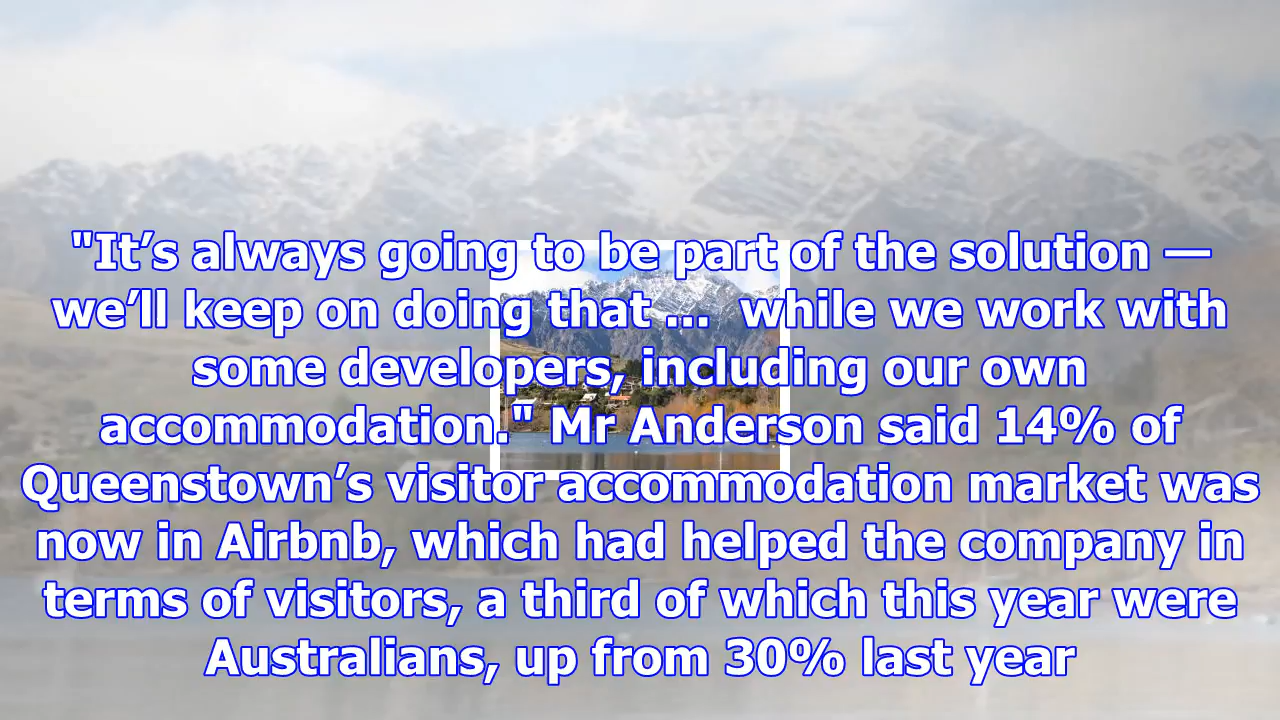 "It’s always going to be part of the solution —
we’ll keep on doing that ...  while we work with
some developers, including our own
accommodation." Mr Anderson said 14% of
Queenstown’s visitor accommodation market was
now in Airbnb, which had helped the company in
terms of visitors, a third of which this year were
Australians, up from 30% last year